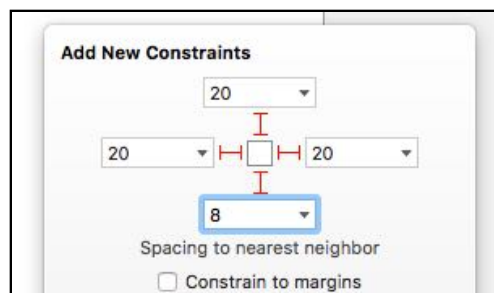 Add New Constraints
20
20 20
8
Spacing to nearest neighbor
Constrain to margins